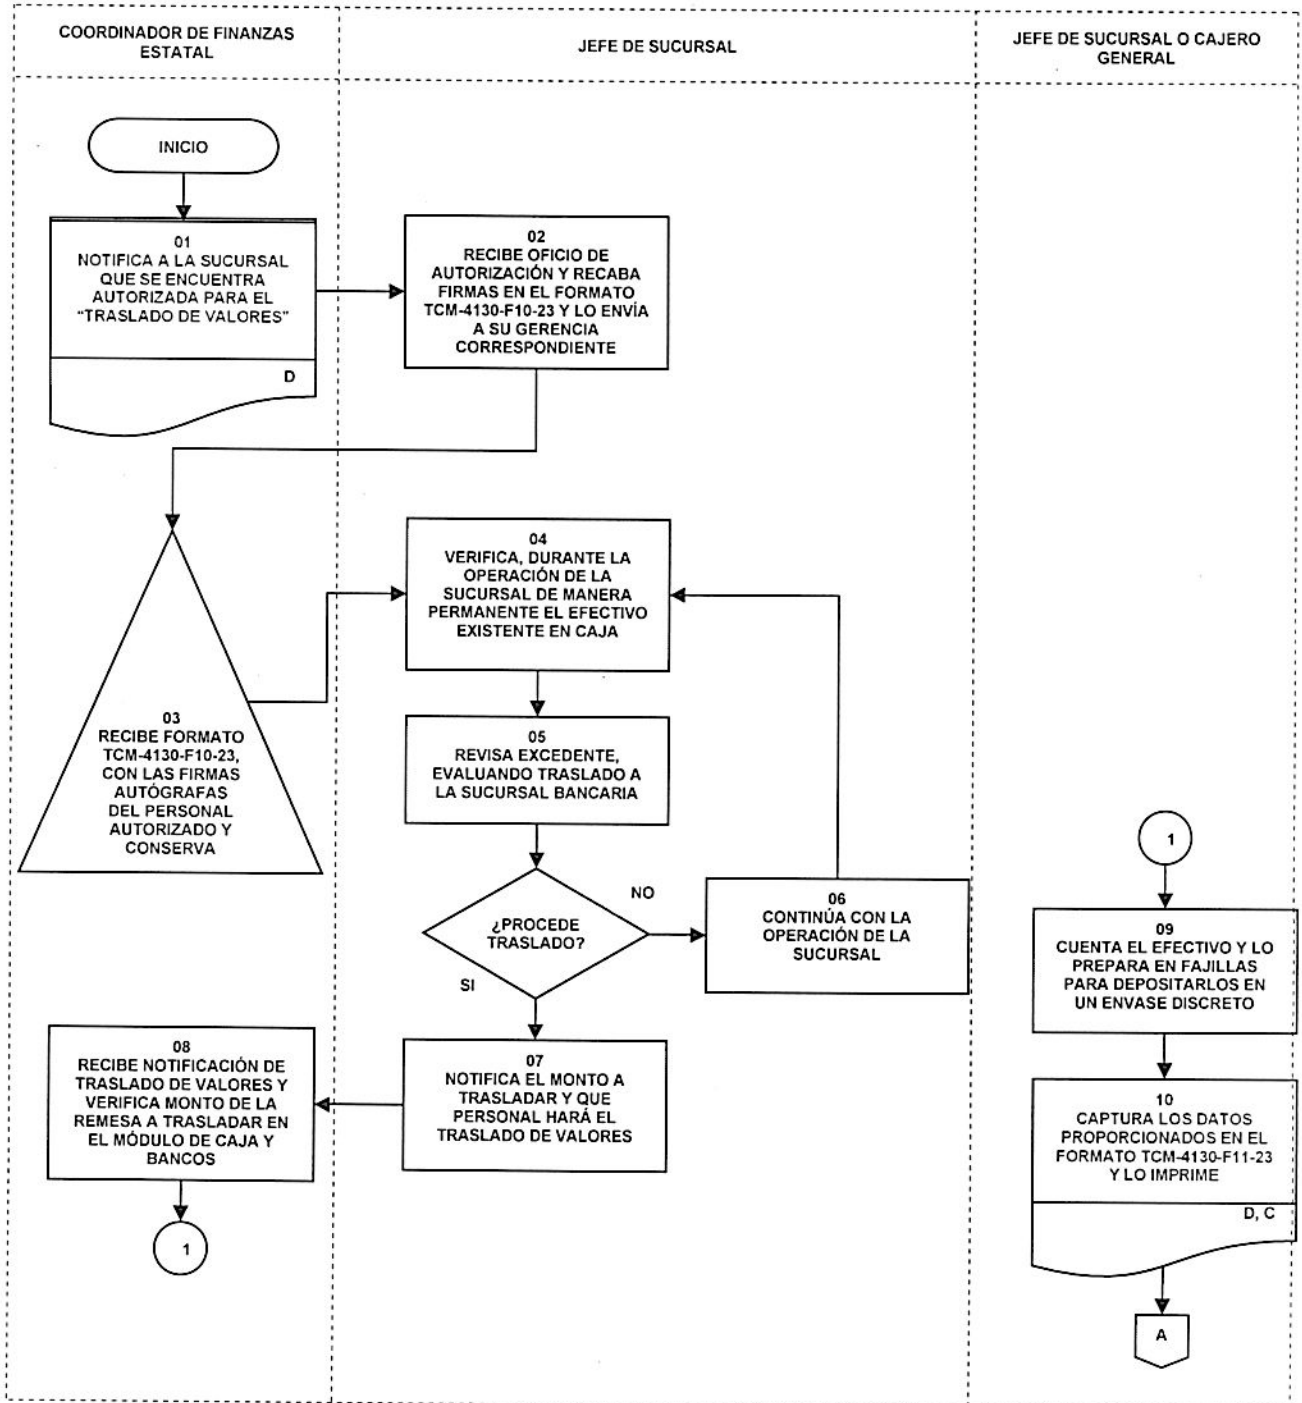 COORDINADOR DE FINANZAS
ESTATAL
JEFE DE SUCURSAL
JEFE DE SUCURSAL O CAJERO
GENERAL
INICIO
01
NOTIFICA A LA SUCURSAL
QUE SE ENCUENTRA
AUTORIZADA PARA EL
“TRASLADO DE VALORES”
D
02
RECIBE OFICIO DE
AUTORIZACIÓN Y RECABA
FIRMAS EN EL FORMATO
TCM-4130-F10-23 Y LO ENVÍA
A SU GERENCIA
CORRESPONDIENTE
03
RECIBE FORMATO
TCM-4130-F10-23,
CON LAS FIRMAS
AUTÓGRAFAS
DEL PERSONAL
AUTORIZADO Y
CONSERVA
04
VERIFICA, DURANTE LA
OPERACIÓN DE LA
SUCURSAL DE MANERA
PERMANENTE EL EFECTIVO
EXISTENTE EN CAJA
05
REVISA EXCEDENTE,
EVALUANDO TRASLADO A
LA SUCURSAL BANCARIA
¿PROCEDE
TRASLADO?
NO
SI
06
CONTINÚA CON LA
OPERACIÓN DE LA
SUCURSAL
07
NOTIFICA EL MONTO A
TRASLADAR Y QUE
PERSONAL HARÁ EL
TRASLADO DE VALORES
08
RECIBE NOTIFICACIÓN DE
TRASLADO DE VALORES Y
VERIFICA MONTO DE LA
REMESA A TRASLADAR EN
EL MÓDULO DE CAJA Y
BANCOS
1
1
09
CUENTA EL EFECTIVO Y LO
PREPARA EN FAJILLAS
PARA DEPOSITARLOS EN
UN ENVASE DISCRETO
10
CAPTURA LOS DATOS
PROPORCIONADOS EN EL
FORMATO TCM-4130-F11-23
Y LO IMPRIME
D, C
A